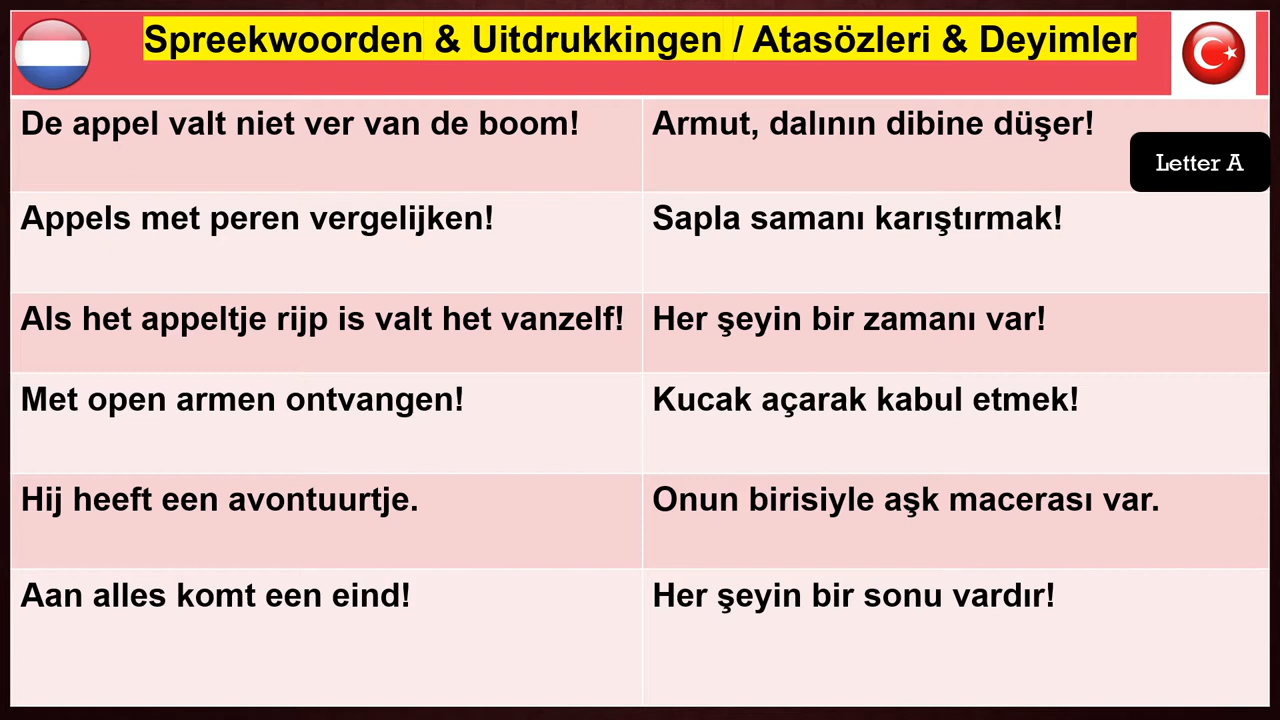 Spreekwoorden & Uitdrukkingen / Atasözleri & Deyimler
De appel valt niet ver van de boom!
Armut, dalının dibine düşer!
Letter A
Appels met peren vergelijken!
Sapla samanı karıştırmak!
Als het appeltje rijp is valt het vanzelf!
Her şeyin bir zamanı var!
Met open armen ontvangen!
Kucak açarak kabul etmek!
Hij heeft een avontuurtje.
Onun birisiyle aşk macerası var.
Aan alles komt een eind!
Her şeyin bir sonu vardır!